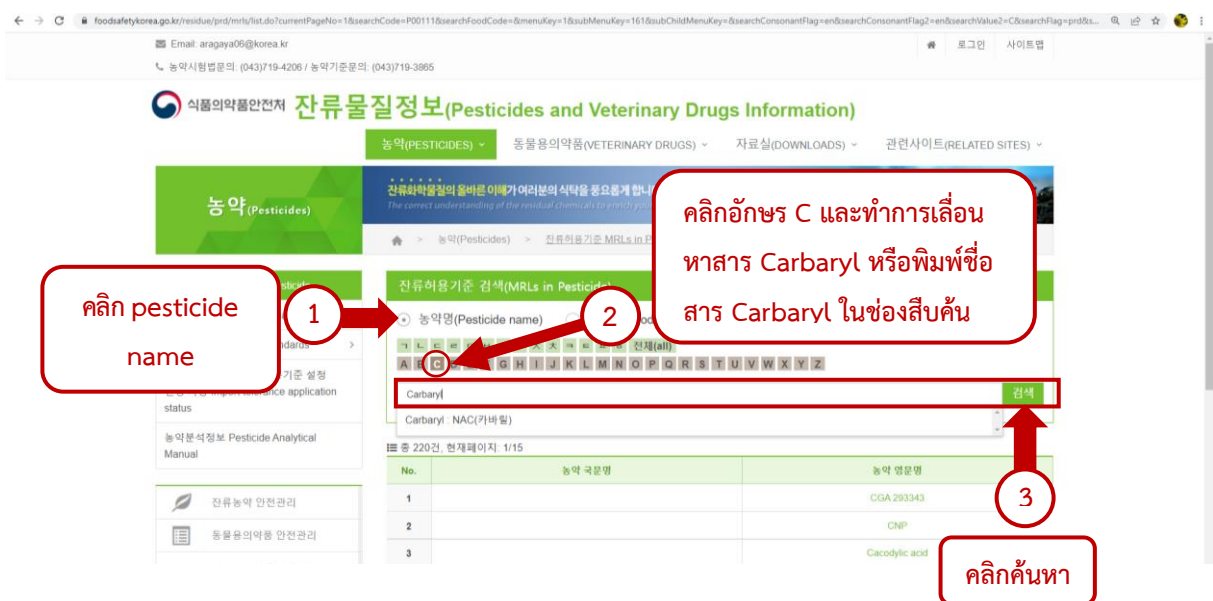 foodsafetykorea.go.kr/residue/prd/mrls/list.do?currentPageNo=1&searchCode=P00111&searchFoodCode=&menuKey=1&subMenuKey=161&subChildMenuKey=&searchConsonantFlag=en&searchConsonantFlag2=en&searchValue2=C&searchFlag=prd&s...
Email: aragaya06@korea.kr
로그인 사이트맵
농약시험법문의: (043)719-4206 / 농약기준문의: (043)719-3865
식품의약품안전처 잔류물질정보(Pesticides and Veterinary Drugs Information)
농약(PESTICIDES) 동물용의약품(VETERINARY DRUGS) 자료실(DOWNLOADS) 관련사이트(RELATED SITES)
농약(Pesticides)
잔류화학물질의 올바른 이해가 여러분의 식탁을 풍요롭게 합니
The correct understanding of the residual chemicals to enrich
> 농약(Pesticides) > 잔류허용기준 MRLs in P
คลิกอักษร C และทำการเลื่อน
หาสาร Carbaryl หรือพิมพ์ชื่อ
สาร Carbaryl ในช่องสืบค้น
คลิก pesticide
name
1
잔류허용기준 검색(MRLs in Pesticide)
농약명(Pesticide name)
2
전체(all)
A B C G H I J K L M N O P Q R S T U V W X Y Z
Carbaryl
검색
Carbaryl : NAC(카바릴)
기준 설정
import tolerance application
status
농약분석정보 Pesticide Analytical
Manual
총 220건, 현재페이지: 1/15
No. 농약 국문명 농약 영문명
1 CGA 293343
2 CNP
3 Cacodylic acid
잔류농약 안전관리
동물용의약품 안전관리
3
คลิกค้นหา